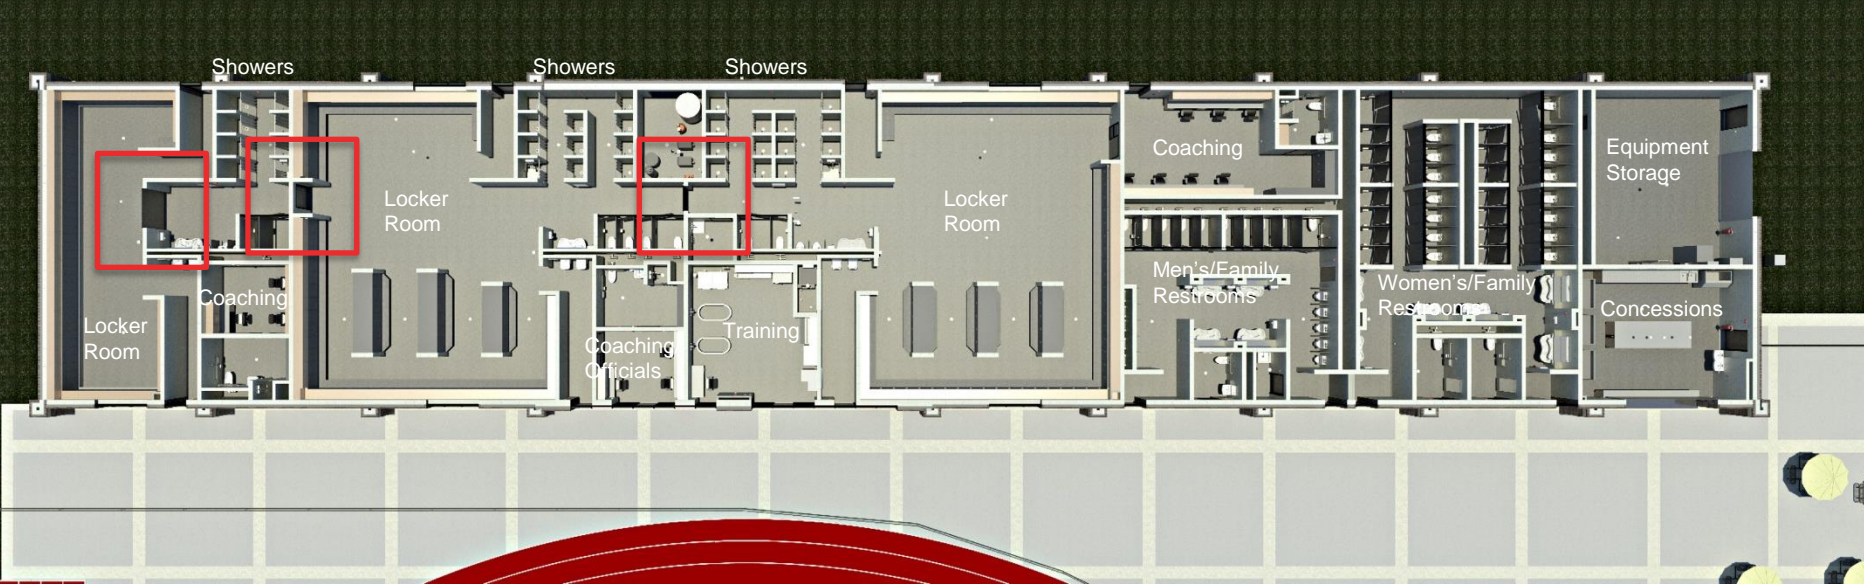 Showers
Showers
Showers
Coaching
Equipment
Storage
Locker
Room
Locker
Room
Men's/Family
Restrooms
Women's/Family
Restrooms
Coaching
Concessions
Locker
Room
Training
Coaching
Officials